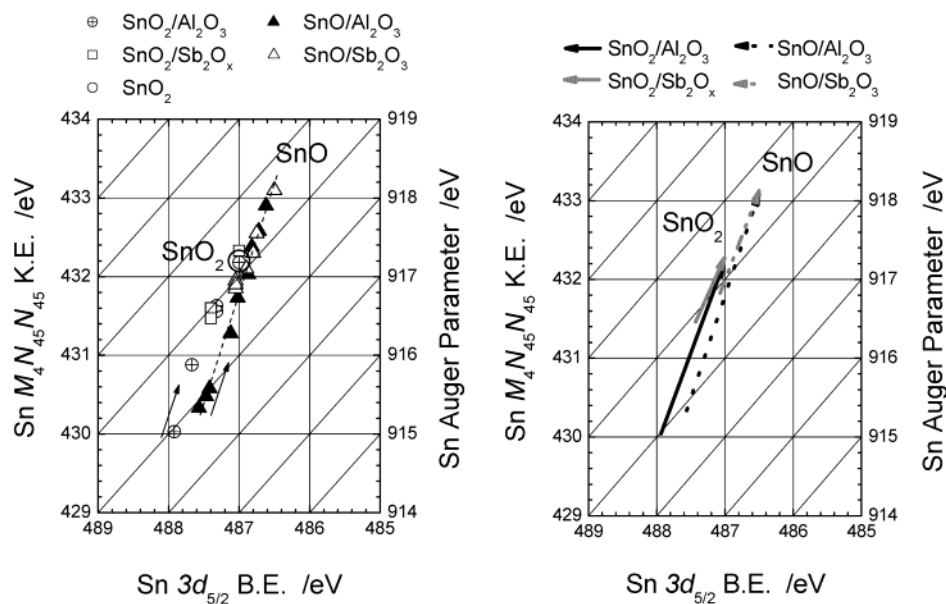 SnO₂/Al₂O₃ SnO/Al₂O₃
SnO₂/Sb₂Oₓ SnO/Sb₂O₃
SnO₂
434
433
432
431
430
429
489 488 487 486 485
919
918
917
916
915
914
SnO
SnO₂
Sn M₄N₄₅N₄₅ K.E. /eV
Sn Auger Parameter /eV
Sn 3d₅/₂ B.E. /eV
SnO₂/Al₂O₃ SnO/Al₂O₃
SnO₂/Sb₂Oₓ SnO/Sb₂O₃
434
433
432
431
430
429
489 488 487 486 485
919
918
917
916
915
914
SnO
SnO₂
Sn M₄N₄₅N₄₅ K.E. /eV
Sn Auger Parameter /eV
Sn 3d₅/₂ B.E. /eV